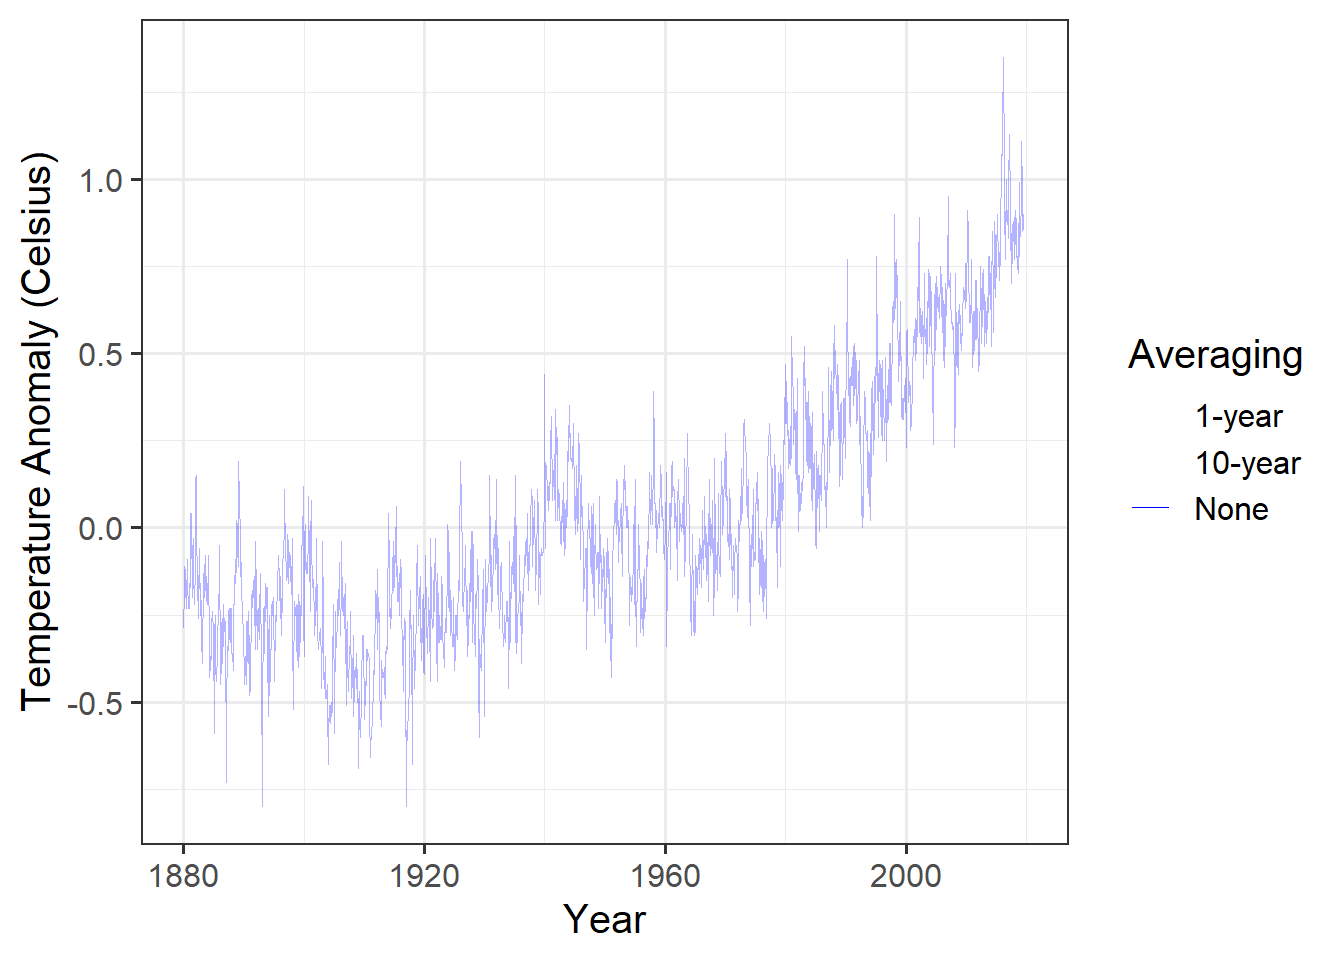 Temperature Anomaly (Celsius)
1.0
0.5
0.0
-0.5
1880
1920
1960
2000
Year
Averaging
1-year
10-year
None